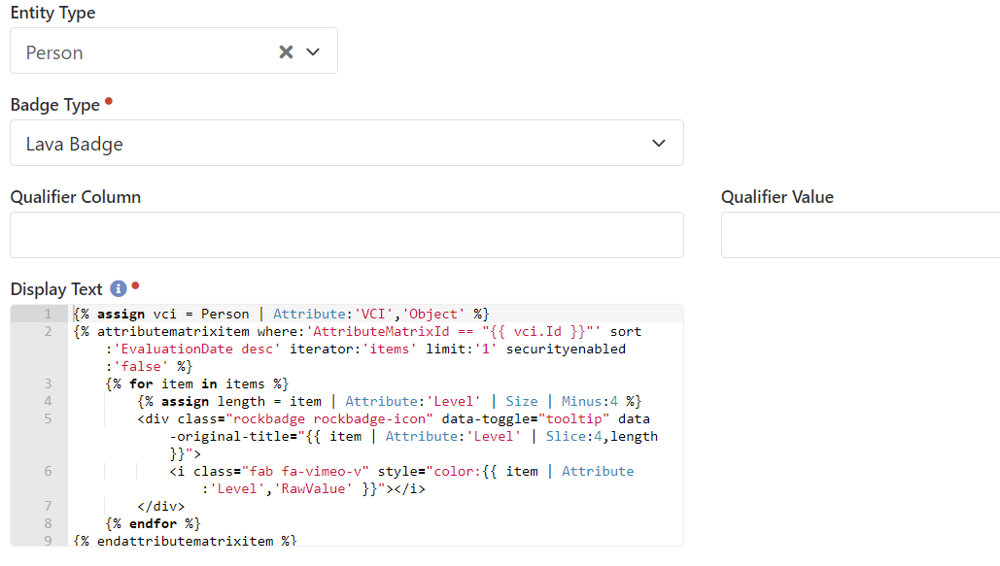 Entity Type
Person
Badge Type
Lava Badge
Qualifier Column
Qualifier Value
Display Text
1 {% assign vci = Person | Attribute:'VCI','Object' %}
2 {% attributematrixitem where:'AttributeMatrixId == "{{ vci.Id }}"' sort
:'EvaluationDate desc' iterator:'items' limit:'1' securityenabled
:'false' %}
3 {% for item in items %}
4 {% assign length = item | Attribute:'Level' | Size | Minus:4 %}
5 <div class="rockbadge rockbadge-icon" data-toggle="tooltip" data
-original-title="{{ item | Attribute:'Level' | Slice:4,length
}}">
6 <i class="fab fa-vimeo-v" style="color:{{ item | Attribute
:'Level','RawValue' }}"></i>
7 </div>
8 {% endfor %}
9 {% endattributematrixitem %}